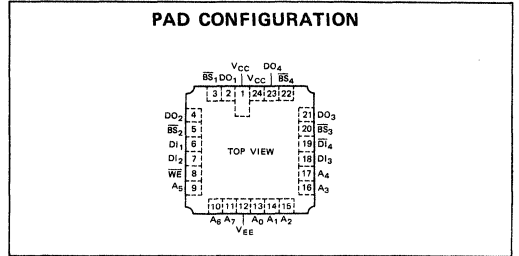 PAD CONFIGURATION
VCC DO4
BS1 DO1 VCC BS4
3 2 1 24 23 22
DO2 4 21 DO3
BS2 5 20 BS3
DI1 6 19 DI4
DI2 7 TOP VIEW 18 DI3
WE 8 17 A4
A5 9 16 A3
10 11 12 13 14 15
A6 A7 A0 A1 A2
VEE